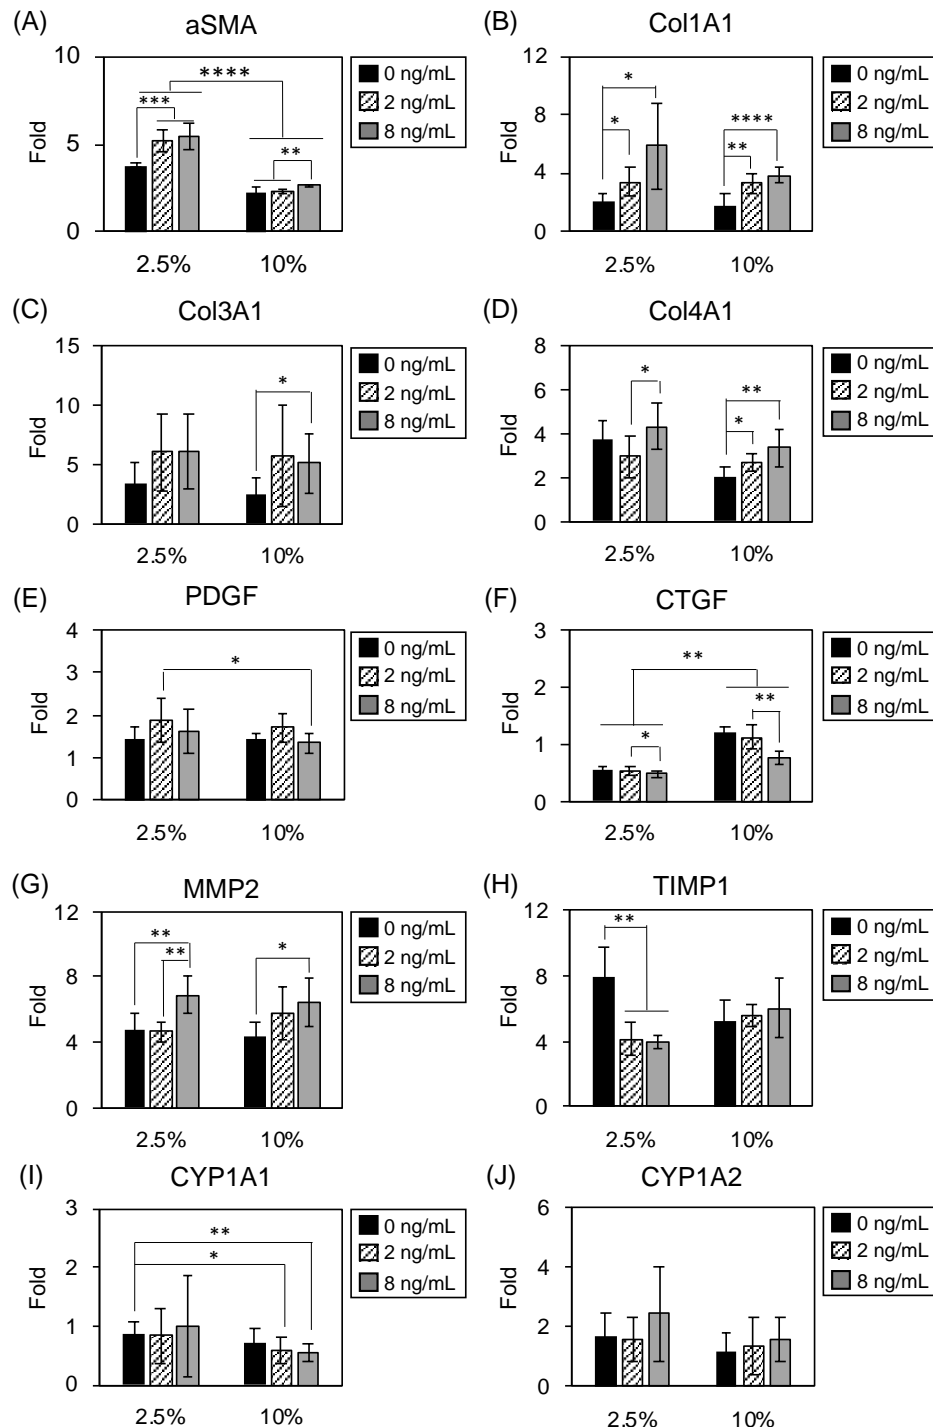 (A) aSMA
10
5
0
Fold
****
***
**
2.5% 10%
0 ng/mL
2 ng/mL
8 ng/mL
(B) Col1A1
12
8
4
0
Fold
*
*
****
**
2.5% 10%
0 ng/mL
2 ng/mL
8 ng/mL
(C) Col3A1
15
10
5
0
Fold
*
2.5% 10%
0 ng/mL
2 ng/mL
8 ng/mL
(D) Col4A1
8
6
4
2
0
Fold
*
**
*
2.5% 10%
0 ng/mL
2 ng/mL
8 ng/mL
(E) PDGF
4
3
2
1
0
Fold
*
2.5% 10%
0 ng/mL
2 ng/mL
8 ng/mL
(F) CTGF
3
2
1
0
Fold
**
**
*
2.5% 10%
0 ng/mL
2 ng/mL
8 ng/mL
(G) MMP2
12
8
4
0
Fold
**
**
*
2.5% 10%
0 ng/mL
2 ng/mL
8 ng/mL
(H) TIMP1
12
8
4
0
Fold
**
2.5% 10%
0 ng/mL
2 ng/mL
8 ng/mL
(I) CYP1A1
3
2
1
0
Fold
**
*
2.5% 10%
0 ng/mL
2 ng/mL
8 ng/mL
(J) CYP1A2
6
4
2
0
Fold
2.5% 10%
0 ng/mL
2 ng/mL
8 ng/mL